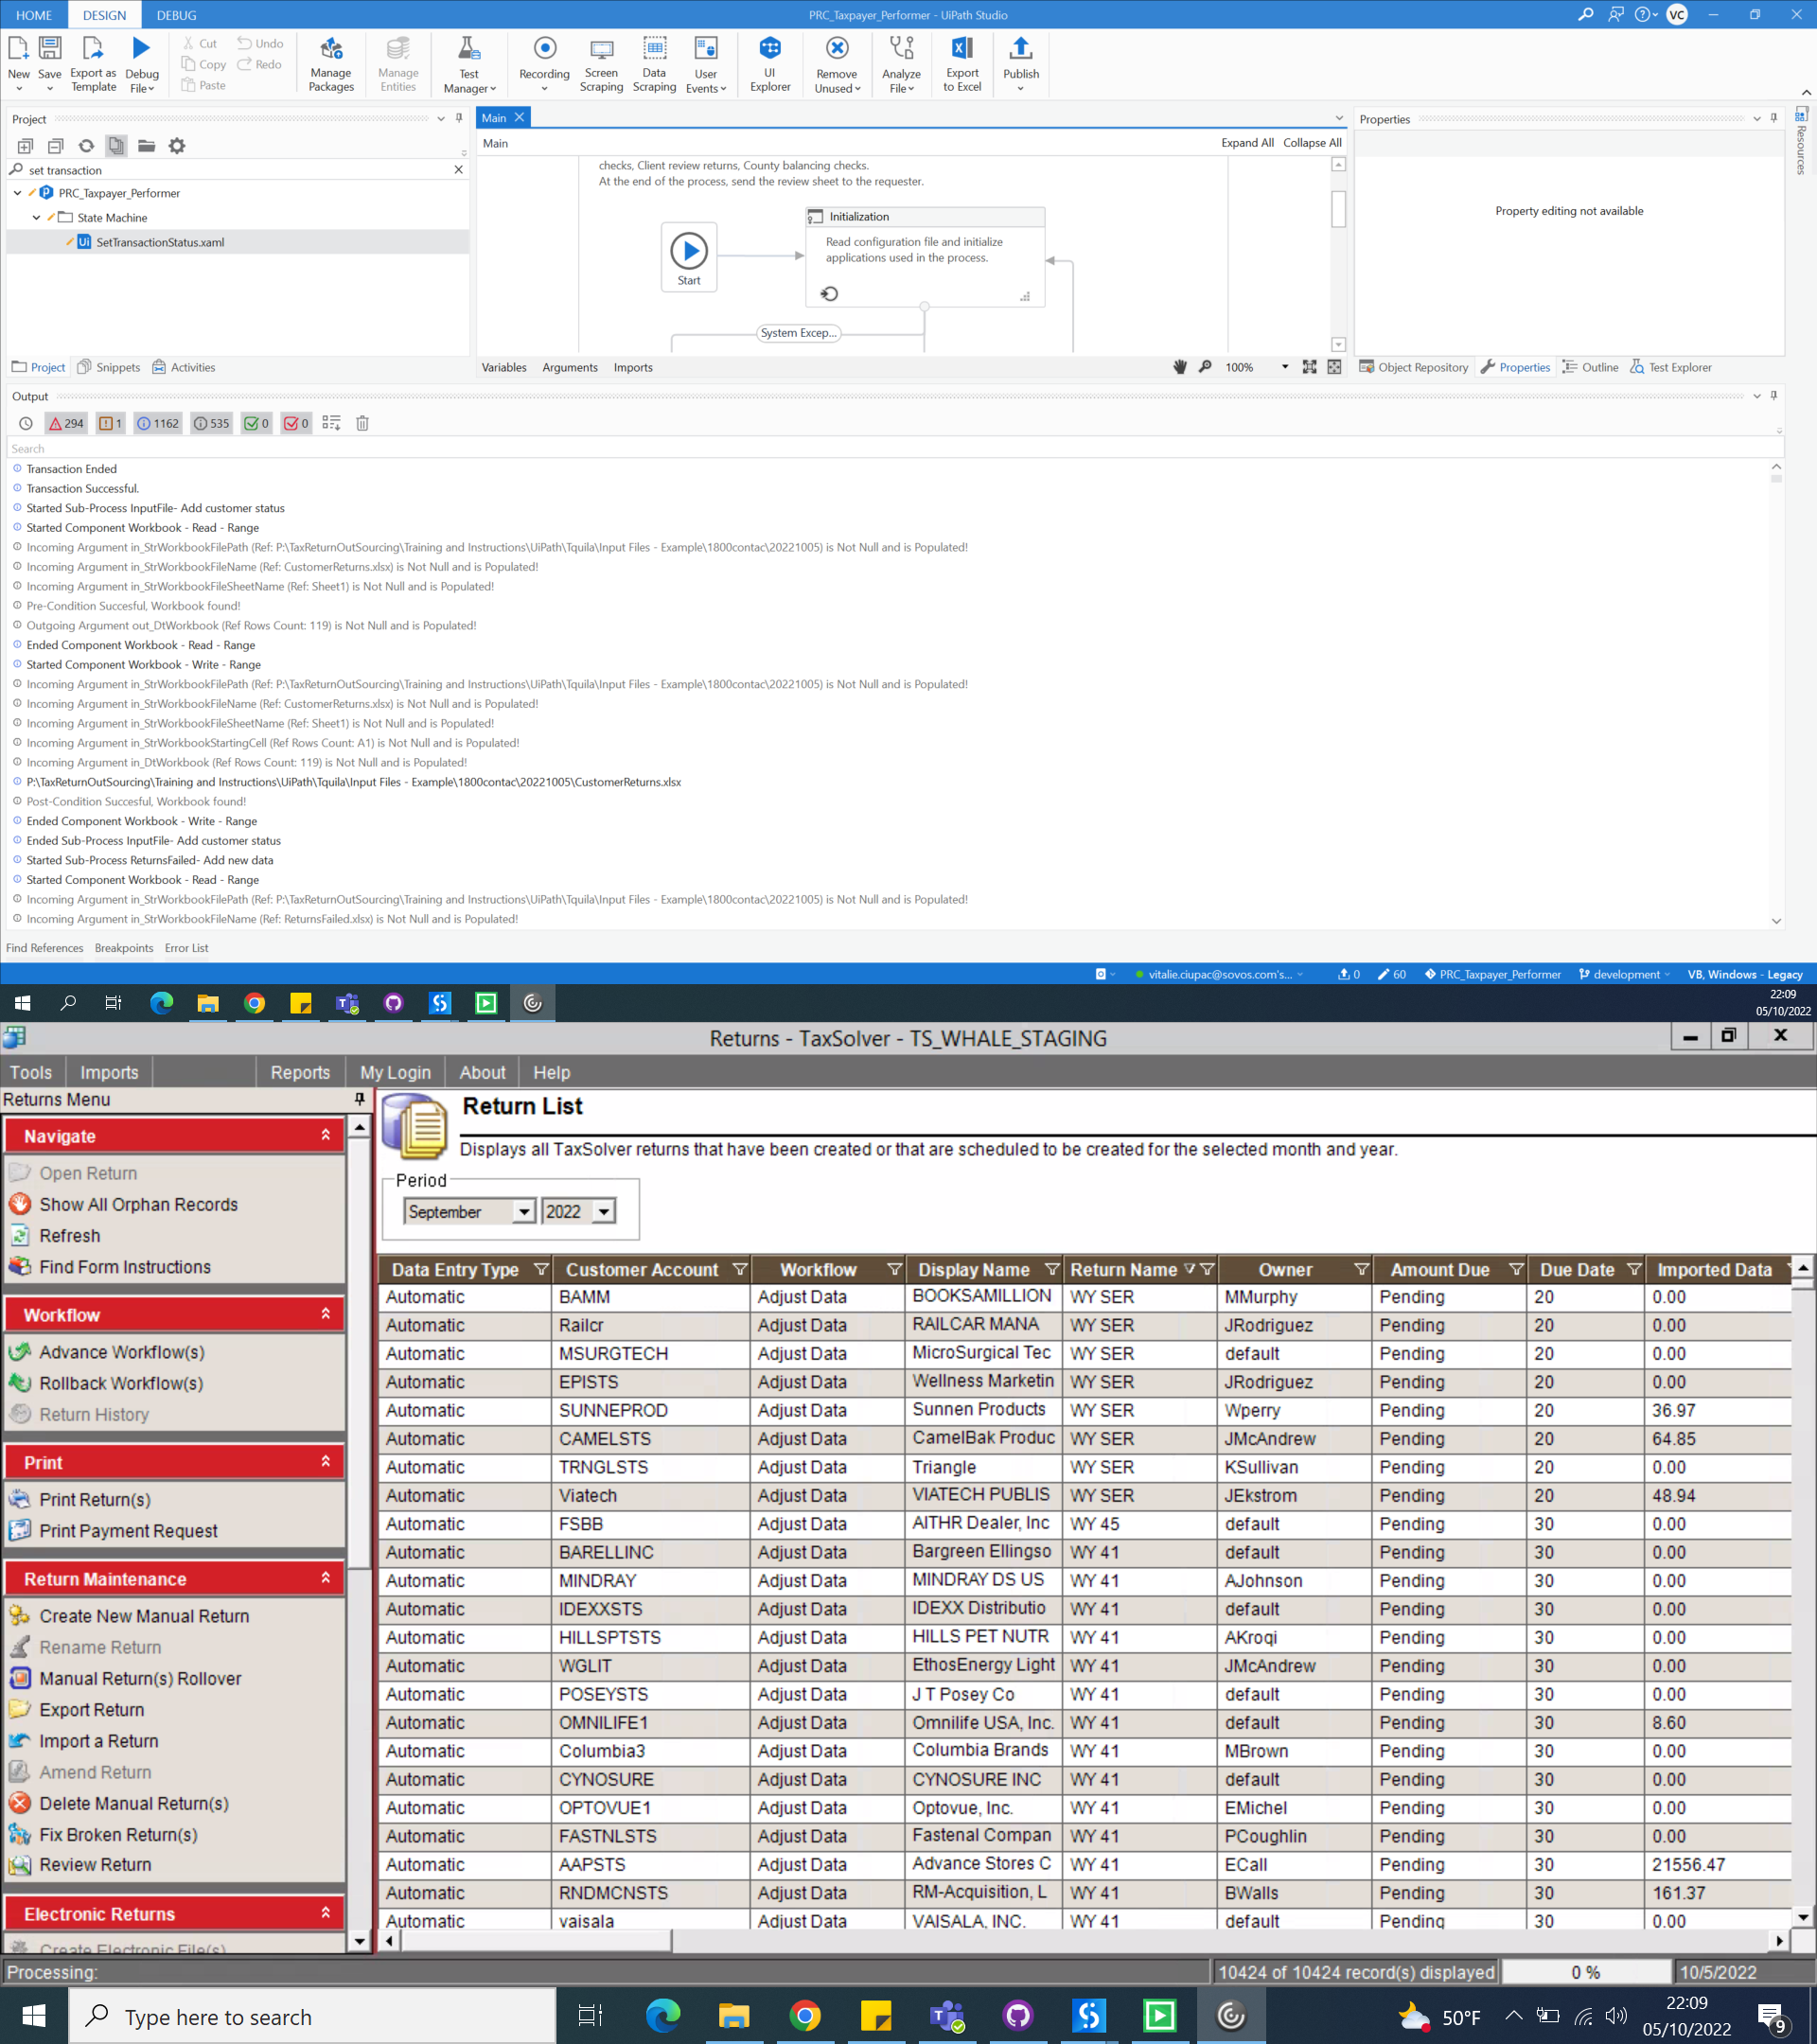 HOME DESIGN DEBUG PRC_Taxpayer_Performer - UiPath Studio VC
New Save Export as Template Debug File Cut Copy Paste Undo Redo Manage Packages Manage Entities Test Manager Recording Screen Scraping Data Scraping User Events UI Explorer Remove Unused Analyze File Export to Excel Publish
Project
set transaction
PRC_Taxpayer_Performer
State Machine
SetTransactionStatus.xaml
Project Snippets Activities
Main
Main Expand All Collapse All
checks, Client review returns, County balancing checks.
At the end of the process, send the review sheet to the requester.
Start
Initialization
Read configuration file and initialize
applications used in the process.
System Excep...
Variables Arguments Imports 100%
Properties
Property editing not available
Resources
Object Repository Properties Outline Test Explorer
Output
294 1 1162 535 0 0
Search
Transaction Ended
Transaction Successful.
Started Sub-Process InputFile- Add customer status
Started Component Workbook - Read - Range
Incoming Argument in_StrWorkbookFilePath (Ref: P:\TaxReturnOutSourcing\Training and Instructions\UiPath\Tquila\Input Files - Example\1800contac\20221005) is Not Null and is Populated!
Incoming Argument in_StrWorkbookFileName (Ref: CustomerReturns.xlsx) is Not Null and is Populated!
Incoming Argument in_StrWorkbookFileSheetName (Ref: Sheet1) is Not Null and is Populated!
Pre-Condition Succesful, Workbook found!
Outgoing Argument out_DtWorkbook (Ref Rows Count: 119) is Not Null and is Populated!
Ended Component Workbook - Read - Range
Started Component Workbook - Write - Range
Incoming Argument in_StrWorkbookFilePath (Ref: P:\TaxReturnOutSourcing\Training and Instructions\UiPath\Tquila\Input Files - Example\1800contac\20221005) is Not Null and is Populated!
Incoming Argument in_StrWorkbookFileName (Ref: CustomerReturns.xlsx) is Not Null and is Populated!
Incoming Argument in_StrWorkbookFileSheetName (Ref: Sheet1) is Not Null and is Populated!
Incoming Argument in_StrWorkbookStartingCell (Ref Rows Count: A1) is Not Null and is Populated!
Incoming Argument in_DtWorkbook (Ref Rows Count: 119) is Not Null and is Populated!
P:\TaxReturnOutSourcing\Training and Instructions\UiPath\Tquila\Input Files - Example\1800contac\20221005\CustomerReturns.xlsx
Post-Condition Succesful, Workbook found!
Ended Component Workbook - Write - Range
Ended Sub-Process InputFile- Add customer status
Started Sub-Process ReturnsFailed- Add new data
Started Component Workbook - Read - Range
Incoming Argument in_StrWorkbookFilePath (Ref: P:\TaxReturnOutSourcing\Training and Instructions\UiPath\Tquila\Input Files - Example\1800contac\20221005) is Not Null and is Populated!
Incoming Argument in_StrWorkbookFileName (Ref: ReturnsFailed.xlsx) is Not Null and is Populated!
Find References Breakpoints Error List
vitalie.ciupac@sovos.com's... 0 60 PRC_Taxpayer_Performer development VB, Windows - Legacy
22:09
05/10/2022
Returns - TaxSolver - TS_WHALE_STAGING
Tools Imports Reports My Login About Help
Returns Menu
Navigate
Open Return
Show All Orphan Records
Refresh
Find Form Instructions
Workflow
Advance Workflow(s)
Rollback Workflow(s)
Return History
Print
Print Return(s)
Print Payment Request
Return Maintenance
Create New Manual Return
Rename Return
Manual Return(s) Rollover
Export Return
Import a Return
Amend Return
Delete Manual Return(s)
Fix Broken Return(s)
Review Return
Electronic Returns
Create Electronic File(s)
Return List
Displays all TaxSolver returns that have been created or that are scheduled to be created for the selected month and year.
Period
September 2022
Data Entry Type Customer Account Workflow Display Name Return Name Owner Amount Due Due Date Imported Data
Automatic BAMM Adjust Data BOOKSAMILLION WY SER MMurphy Pending 20 0.00
Automatic Railcr Adjust Data RAILCAR MANA WY SER JRodriguez Pending 20 0.00
Automatic MSURGTECH Adjust Data MicroSurgical Tec WY SER default Pending 20 0.00
Automatic EPISTS Adjust Data Wellness Marketin WY SER JRodriguez Pending 20 0.00
Automatic SUNNEPROD Adjust Data Sunnen Products WY SER Wperry Pending 20 36.97
Automatic CAMELSTS Adjust Data CamelBak Produc WY SER JMcAndrew Pending 20 64.85
Automatic TRNGLSTS Adjust Data Triangle WY SER KSullivan Pending 20 0.00
Automatic Viatech Adjust Data VIATECH PUBLIS WY SER JEkstrom Pending 20 48.94
Automatic FSBB Adjust Data AITHR Dealer, Inc WY 45 default Pending 30 0.00
Automatic BARELLINC Adjust Data Bargreen Ellingso WY 41 default Pending 30 0.00
Automatic MINDRAY Adjust Data MINDRAY DS US WY 41 AJohnson Pending 30 0.00
Automatic IDEXXSTS Adjust Data IDEXX Distributio WY 41 default Pending 30 0.00
Automatic HILLSPTSTS Adjust Data HILLS PET NUTR WY 41 AKroqi Pending 30 0.00
Automatic WGLIT Adjust Data EthosEnergy Light WY 41 JMcAndrew Pending 30 0.00
Automatic POSEYSTS Adjust Data J T Posey Co WY 41 default Pending 30 0.00
Automatic OMNILIFE1 Adjust Data Omnilife USA, Inc. WY 41 default Pending 30 8.60
Automatic Columbia3 Adjust Data Columbia Brands WY 41 MBrown Pending 30 0.00
Automatic CYNOSURE Adjust Data CYNOSURE INC WY 41 default Pending 30 0.00
Automatic OPTOVUE1 Adjust Data Optovue, Inc. WY 41 EMichel Pending 30 0.00
Automatic FASTNLSTS Adjust Data Fastenal Compan WY 41 PCoughlin Pending 30 0.00
Automatic AAPSTS Adjust Data Advance Stores C WY 41 ECall Pending 30 21556.47
Automatic RNDMCNSTS Adjust Data RM-Acquisition, L WY 41 BWalls Pending 30 161.37
Automatic vaisala Adjust Data VAISALA, INC. WY 41 default Pending 30 0.00
Processing: 10424 of 10424 record(s) displayed 0 % 10/5/2022
Type here to search 50°F 22:09
05/10/2022 9